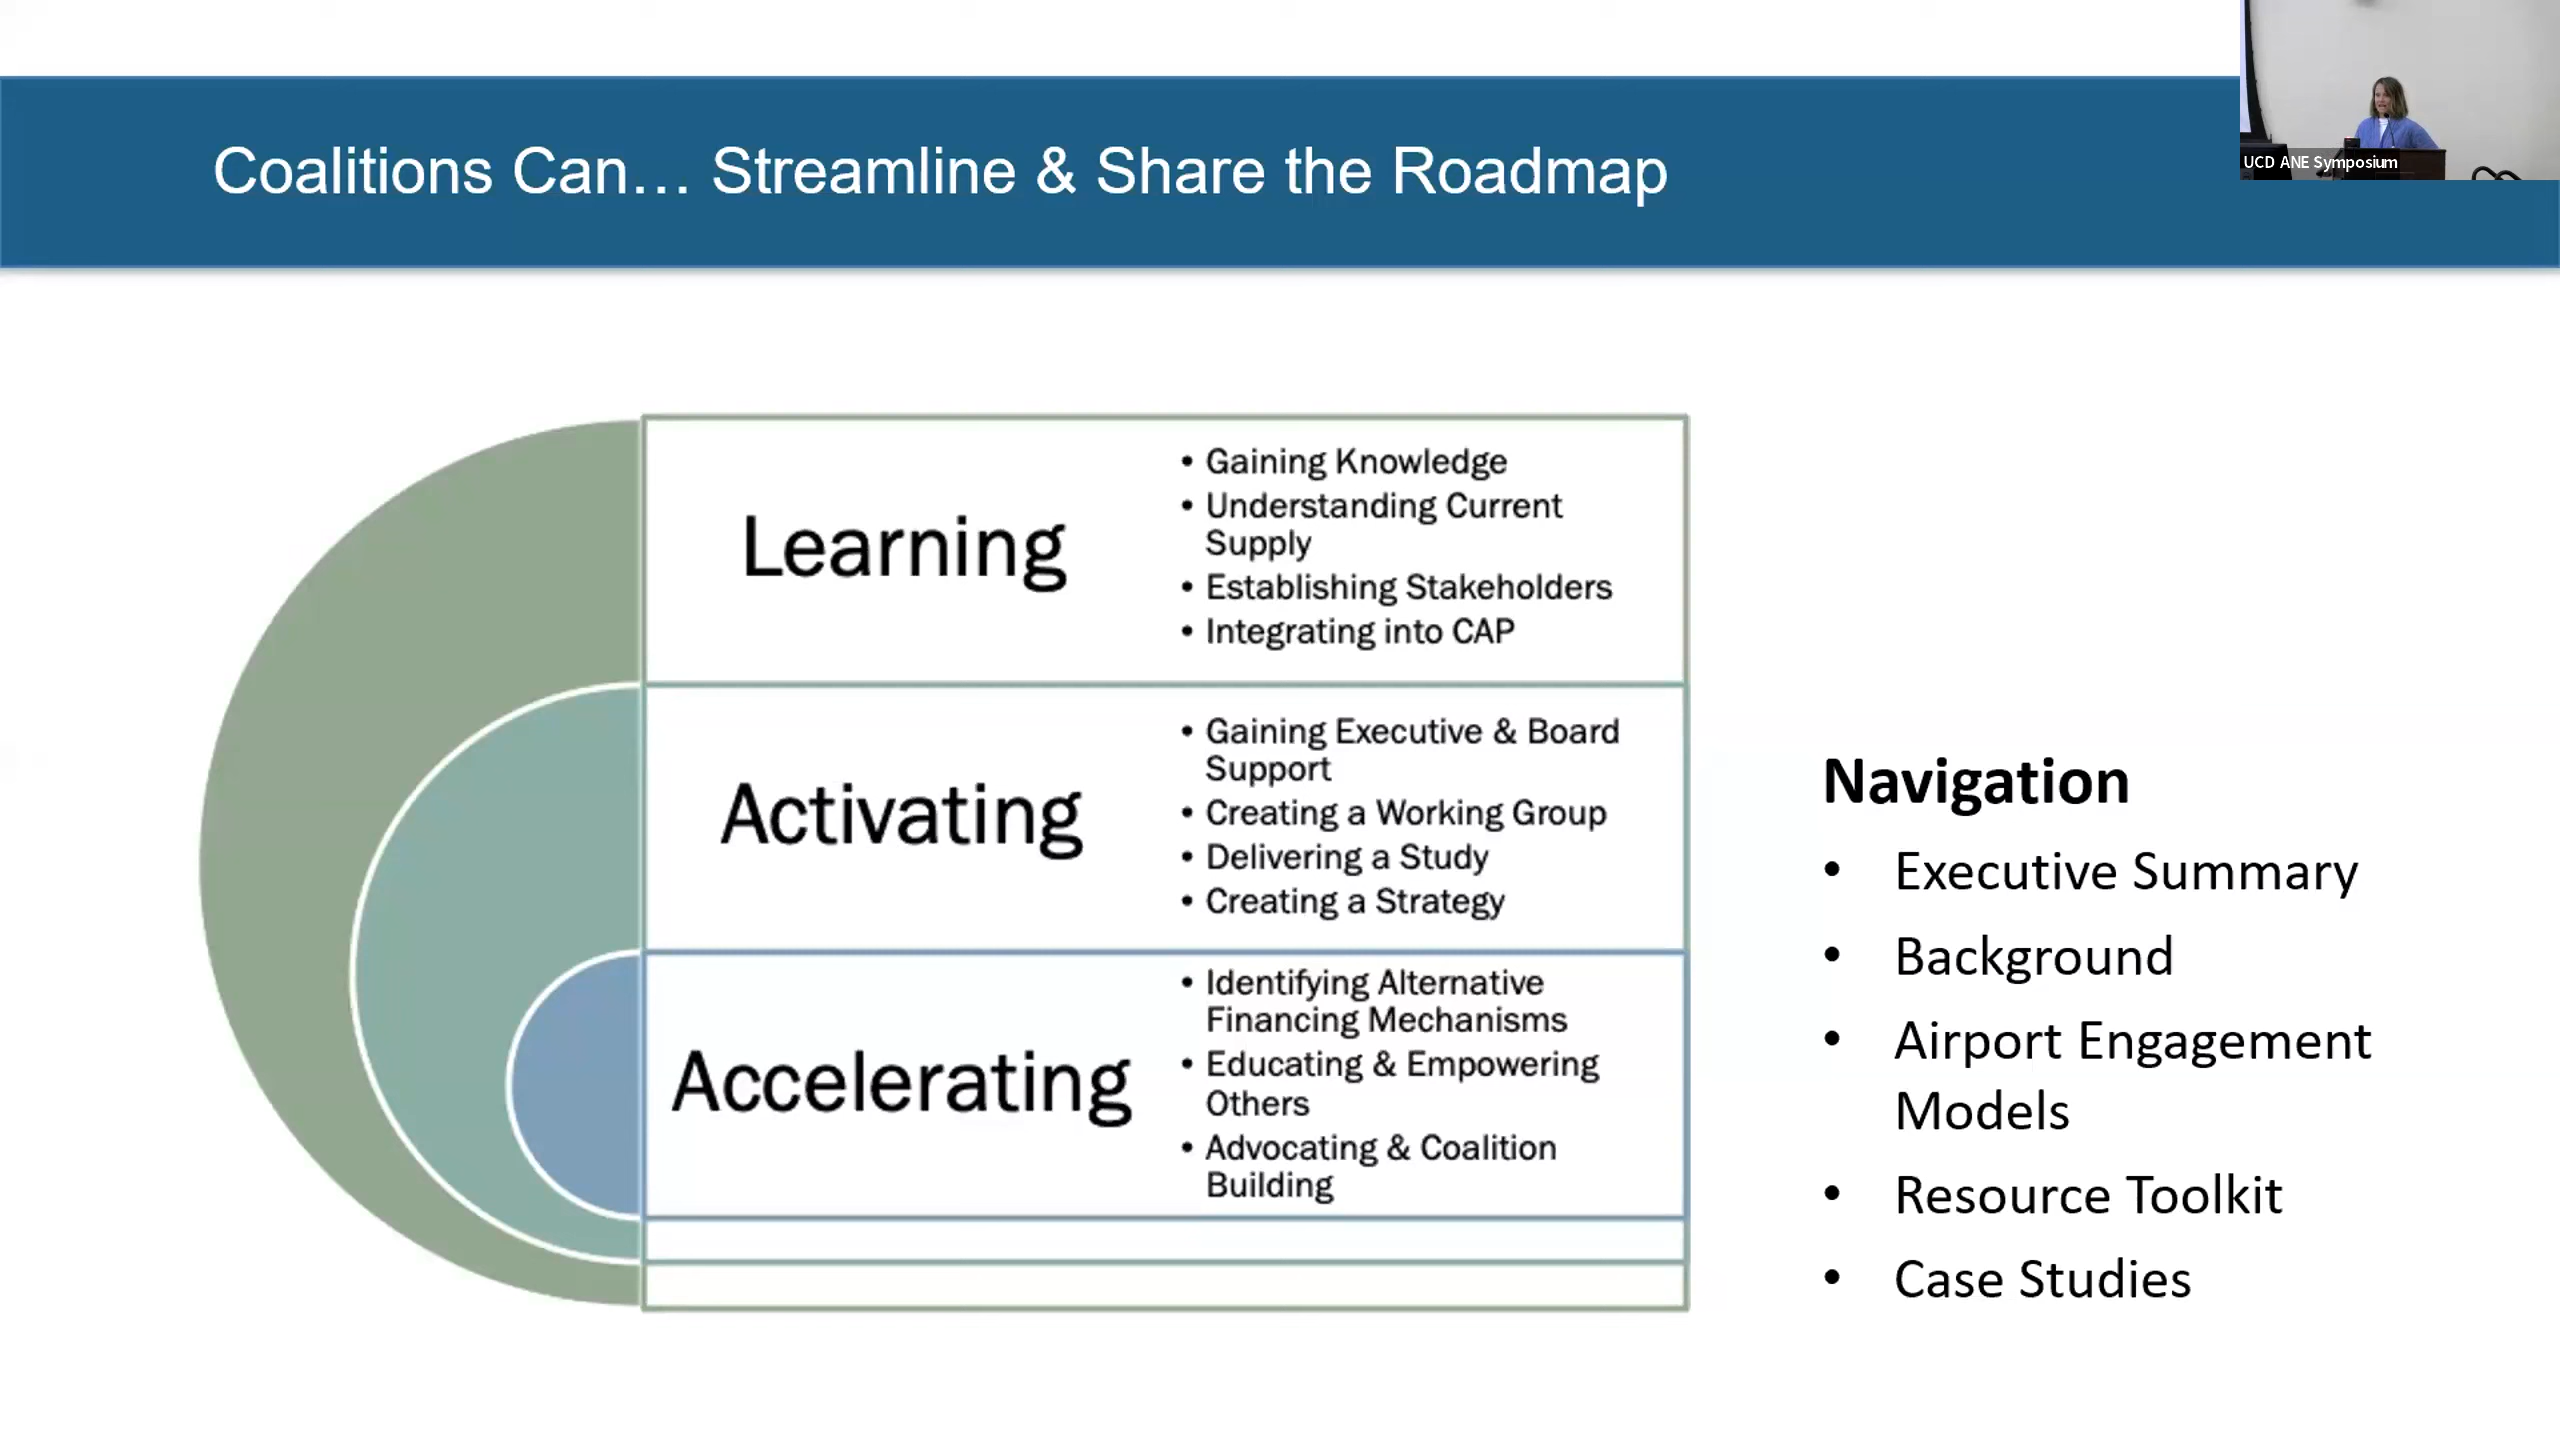 Coalitions Can… Streamline & Share the Roadmap
UCD ANE Symposium
Learning
• Gaining Knowledge
• Understanding Current
Supply
• Establishing Stakeholders
• Integrating into CAP
Activating
• Gaining Executive & Board
Support
• Creating a Working Group
• Delivering a Study
• Creating a Strategy
Accelerating
• Identifying Alternative
Financing Mechanisms
• Educating & Empowering
Others
• Advocating & Coalition
Building
Navigation
• Executive Summary
• Background
• Airport Engagement
Models
• Resource Toolkit
• Case Studies